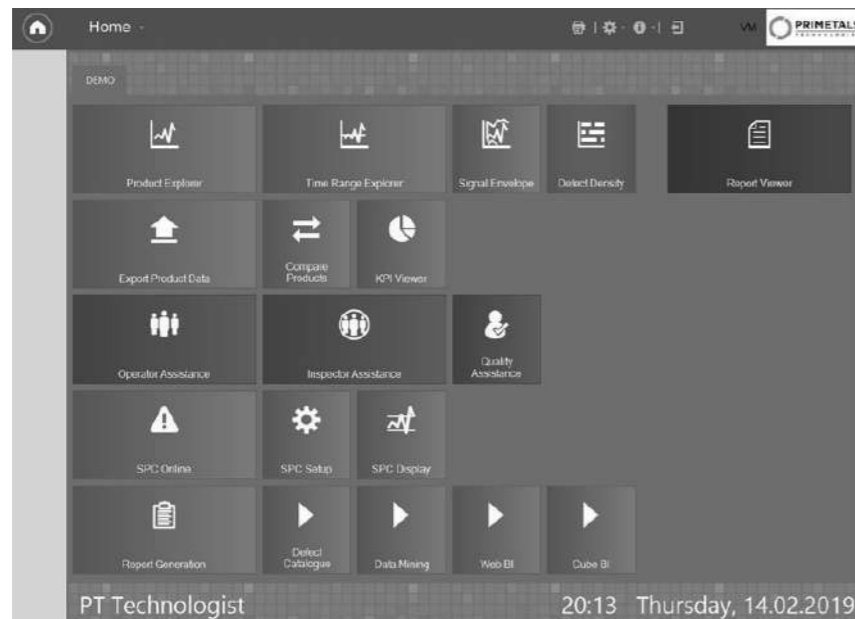 Home
VM
PRIMETALS
TECHNOLOGIES
DEMO
Product Explorer
Time Range Explorer
Signal Envelope
Defect Density
Report Viewer
Export Product Data
Compare
Products
KPI Viewer
Operator Assistance
Inspector Assistance
Quality
Assistance
SPC Online
SPC Setup
SPC Display
Report Generation
Defect
Catalogue
Data Mining
Web BI
Cube BI
PT Technologist
20:13 Thursday, 14.02.2019